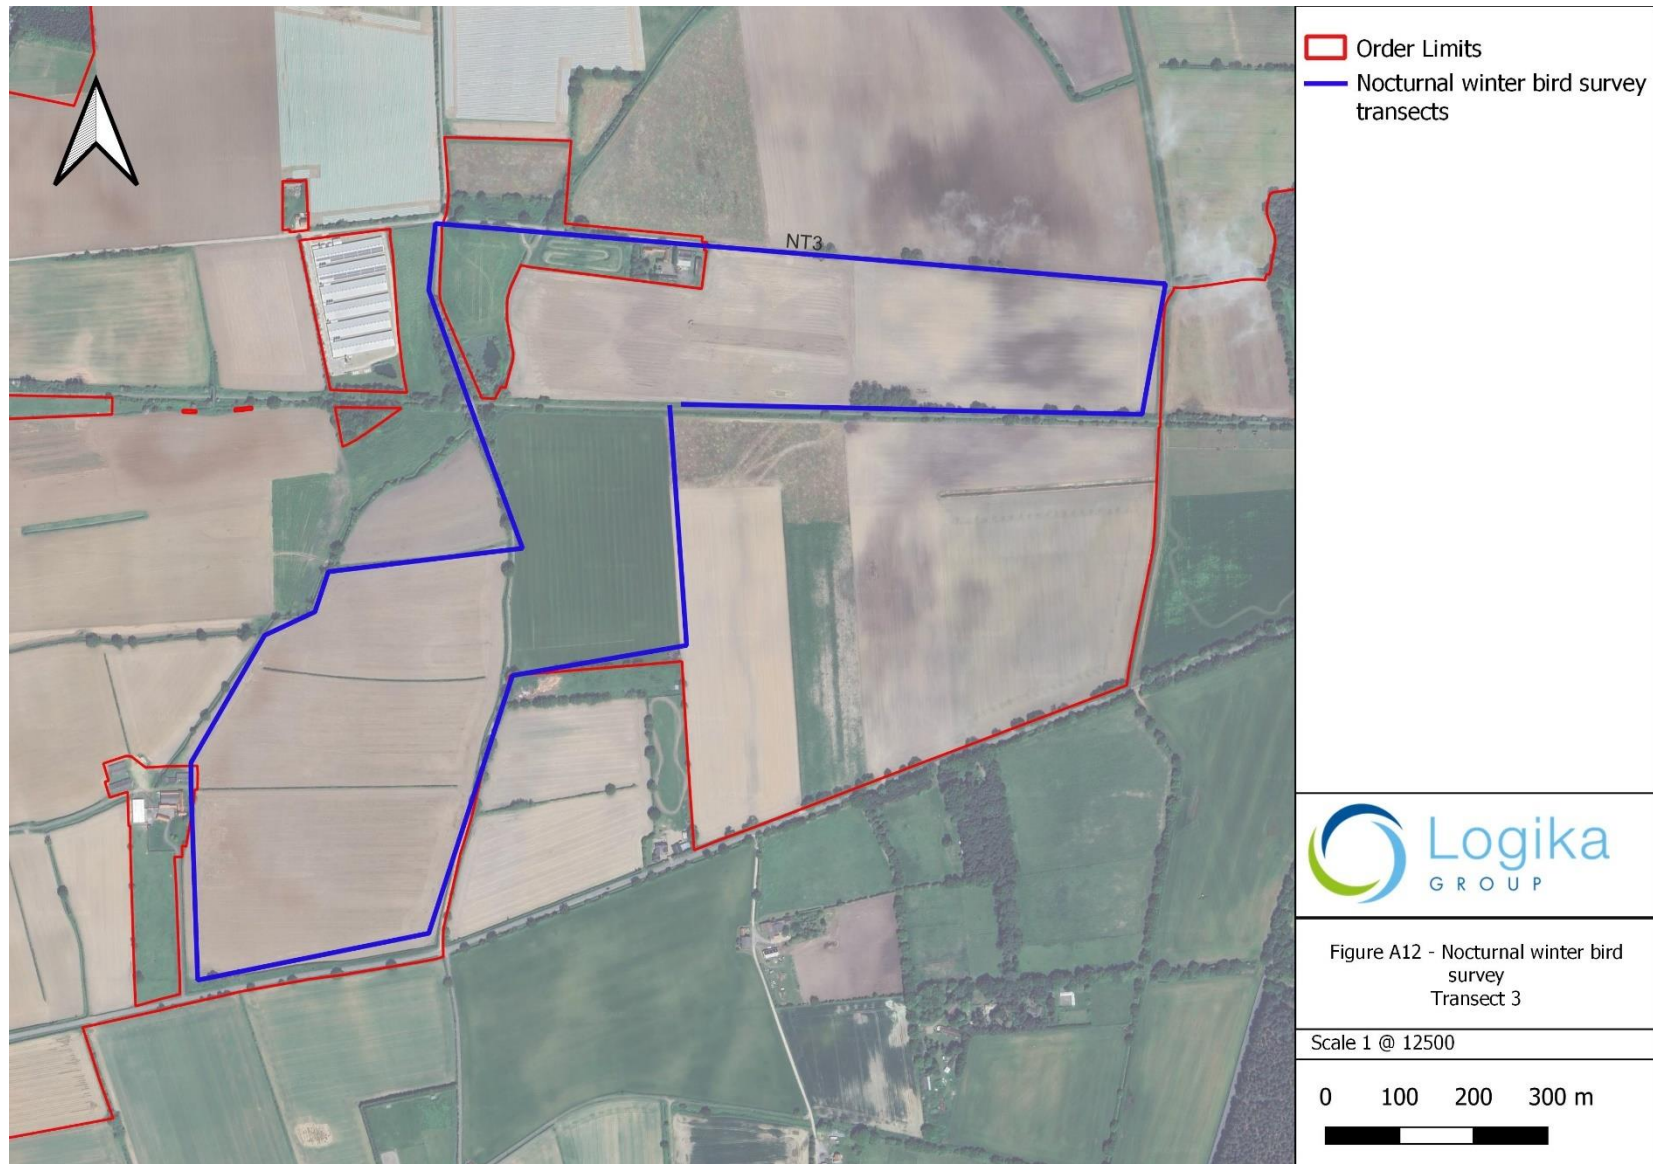 NT3
Order Limits
Nocturnal winter bird survey
transects
Logika
GROUP
Figure A12 - Nocturnal winter bird
survey
Transect 3
Scale 1 @ 12500
0 100 200 300 m